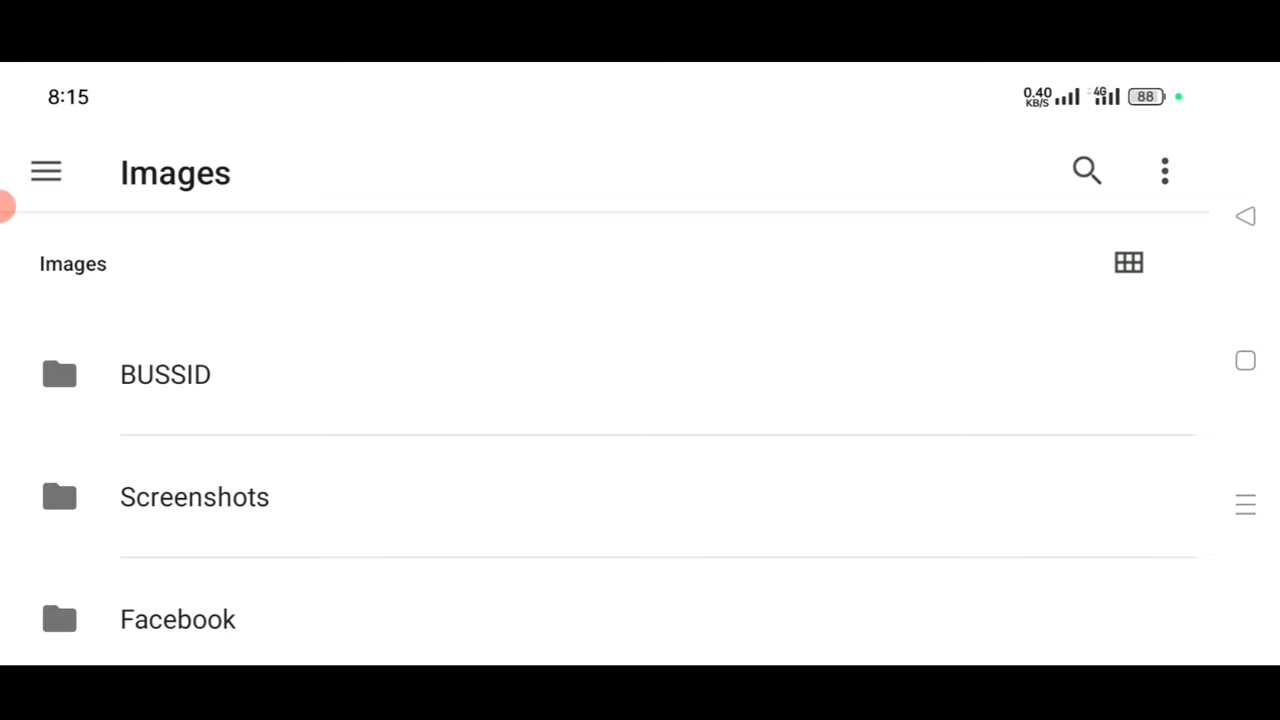 8:15
0.40 KB/S 4G 88
Images
Images
BUSSID
Screenshots
Facebook